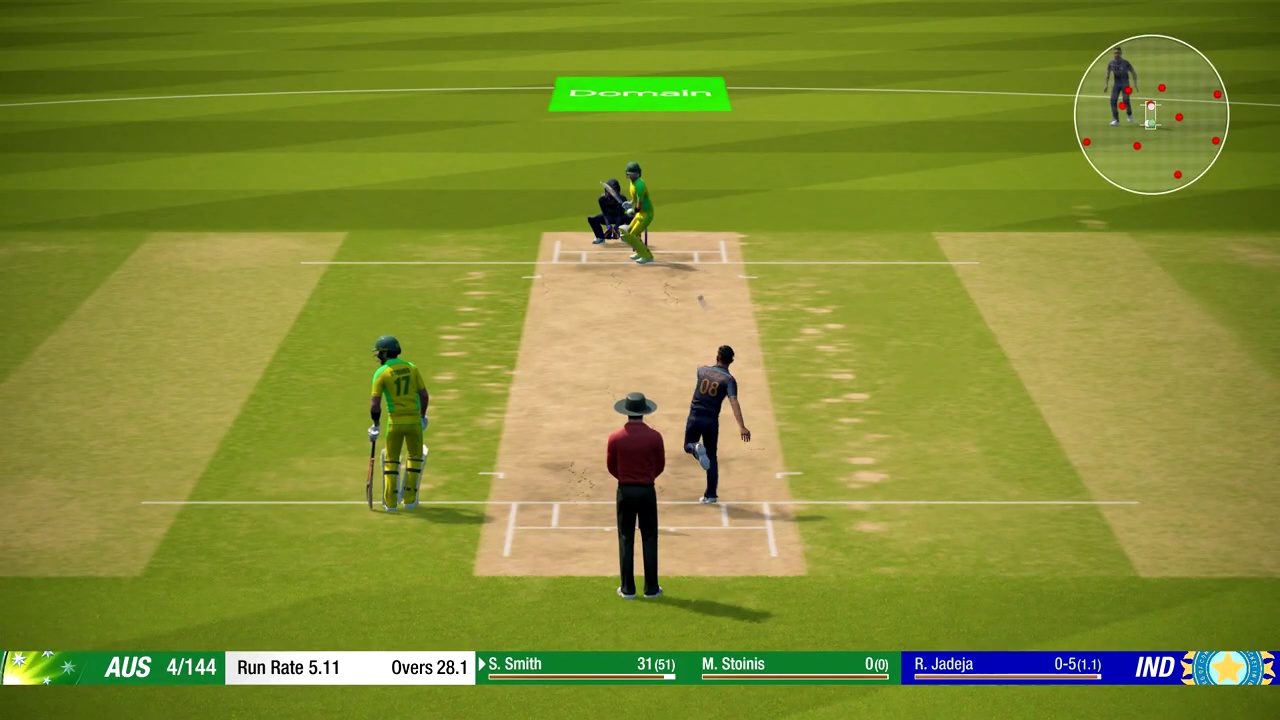 Domain
17
08
AUS 4/144 Run Rate 5.11 Overs 28.1 S. Smith 31 (51) M. Stoinis 0 (0) R. Jadeja 0-5 (1.1) IND